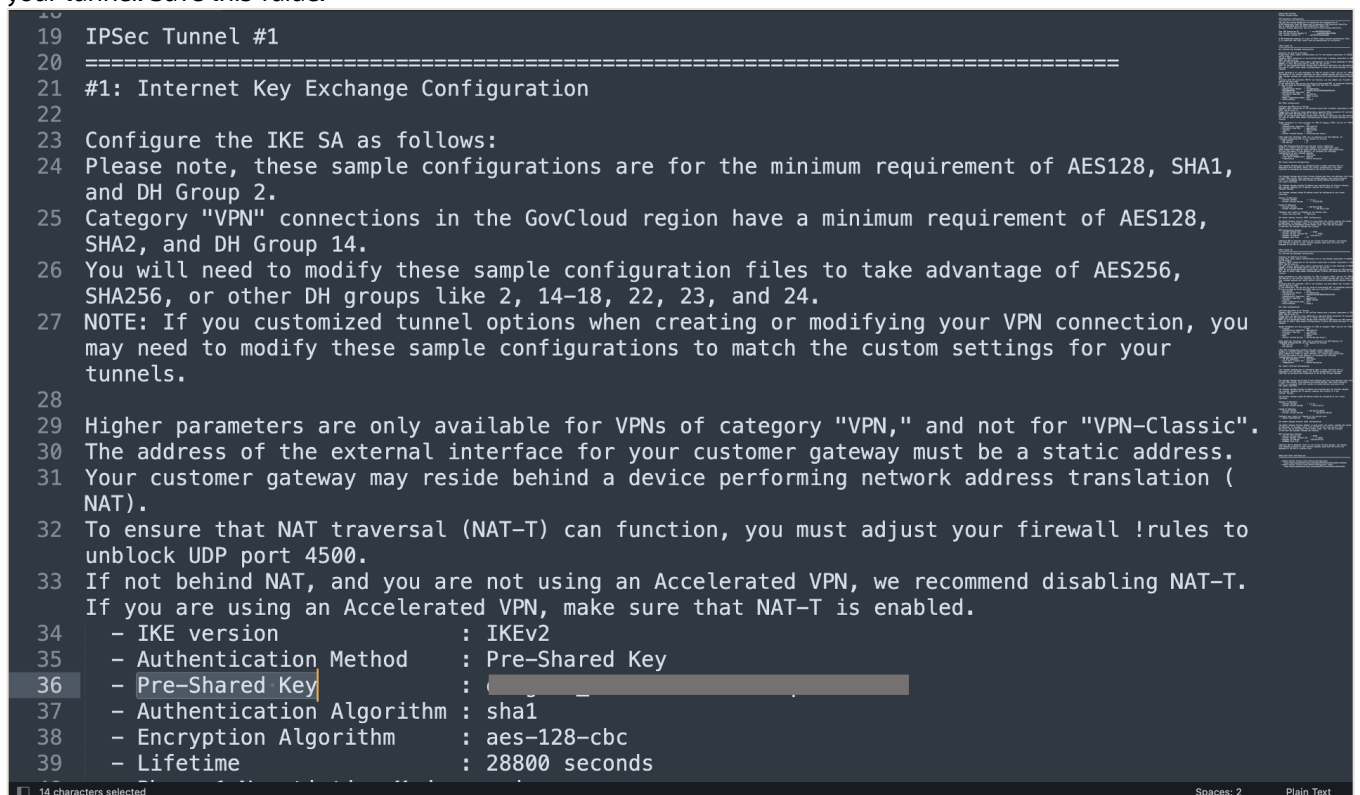 your tunnel. Save this value.
19 IPSec Tunnel #1
20 ================================================================================
21 #1: Internet Key Exchange Configuration
22
23 Configure the IKE SA as follows:
24 Please note, these sample configurations are for the minimum requirement of AES128, SHA1,
and DH Group 2.
25 Category "VPN" connections in the GovCloud region have a minimum requirement of AES128,
SHA2, and DH Group 14.
26 You will need to modify these sample configuration files to take advantage of AES256,
SHA256, or other DH groups like 2, 14-18, 22, 23, and 24.
27 NOTE: If you customized tunnel options when creating or modifying your VPN connection, you
may need to modify these sample configurations to match the custom settings for your
tunnels.
28
29 Higher parameters are only available for VPNs of category "VPN," and not for "VPN-Classic".
30 The address of the external interface for your customer gateway must be a static address.
31 Your customer gateway may reside behind a device performing network address translation (
NAT).
32 To ensure that NAT traversal (NAT-T) can function, you must adjust your firewall !rules to
unblock UDP port 4500.
33 If not behind NAT, and you are not using an Accelerated VPN, we recommend disabling NAT-T.
If you are using an Accelerated VPN, make sure that NAT-T is enabled.
34 - IKE version : IKEv2
35 - Authentication Method : Pre-Shared Key
36 - Pre-Shared Key :
37 - Authentication Algorithm : sha1
38 - Encryption Algorithm : aes-128-cbc
39 - Lifetime : 28800 seconds
14 characters selected Spaces: 2 Plain Text